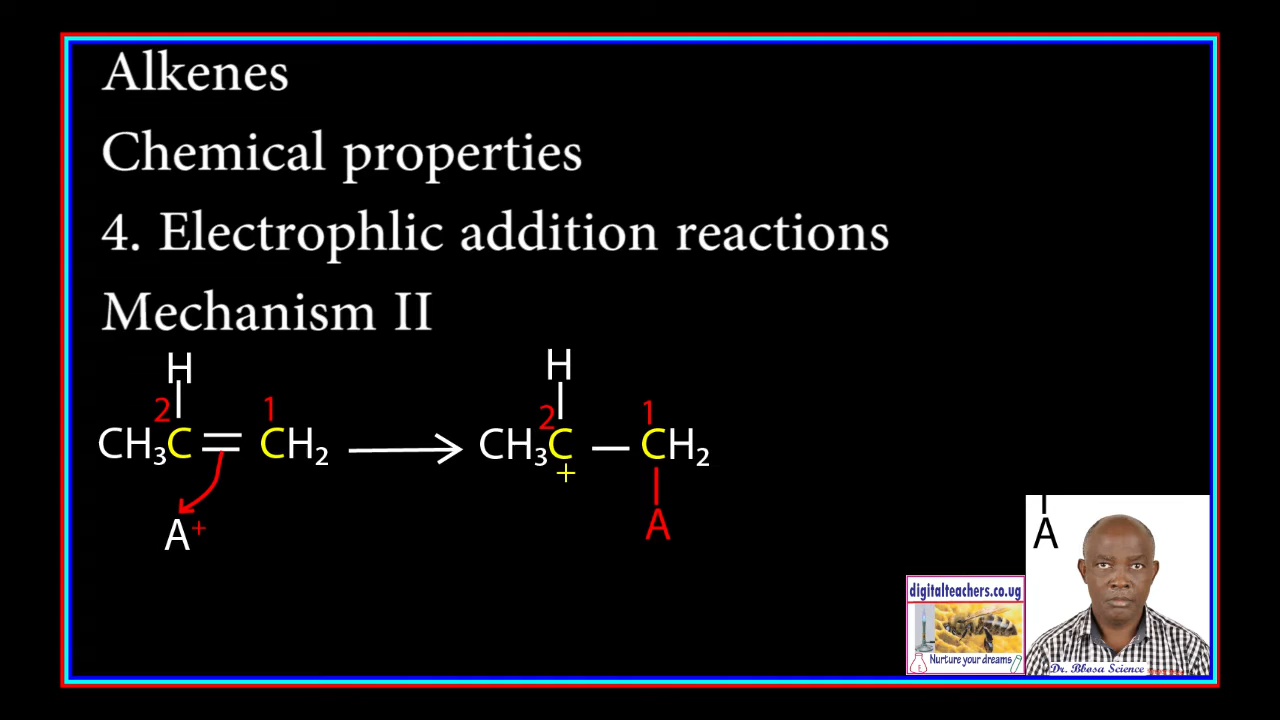 Alkenes
Chemical properties
4. Electrophlic addition reactions
Mechanism II
H H
2 1 2 1
CH₃C = CH₂ ⟶ CH₃C — CH₂
+
A⁺ A
A
digitalteachers.co.ug
Nurture your dreams
Dr. Bbosa Science